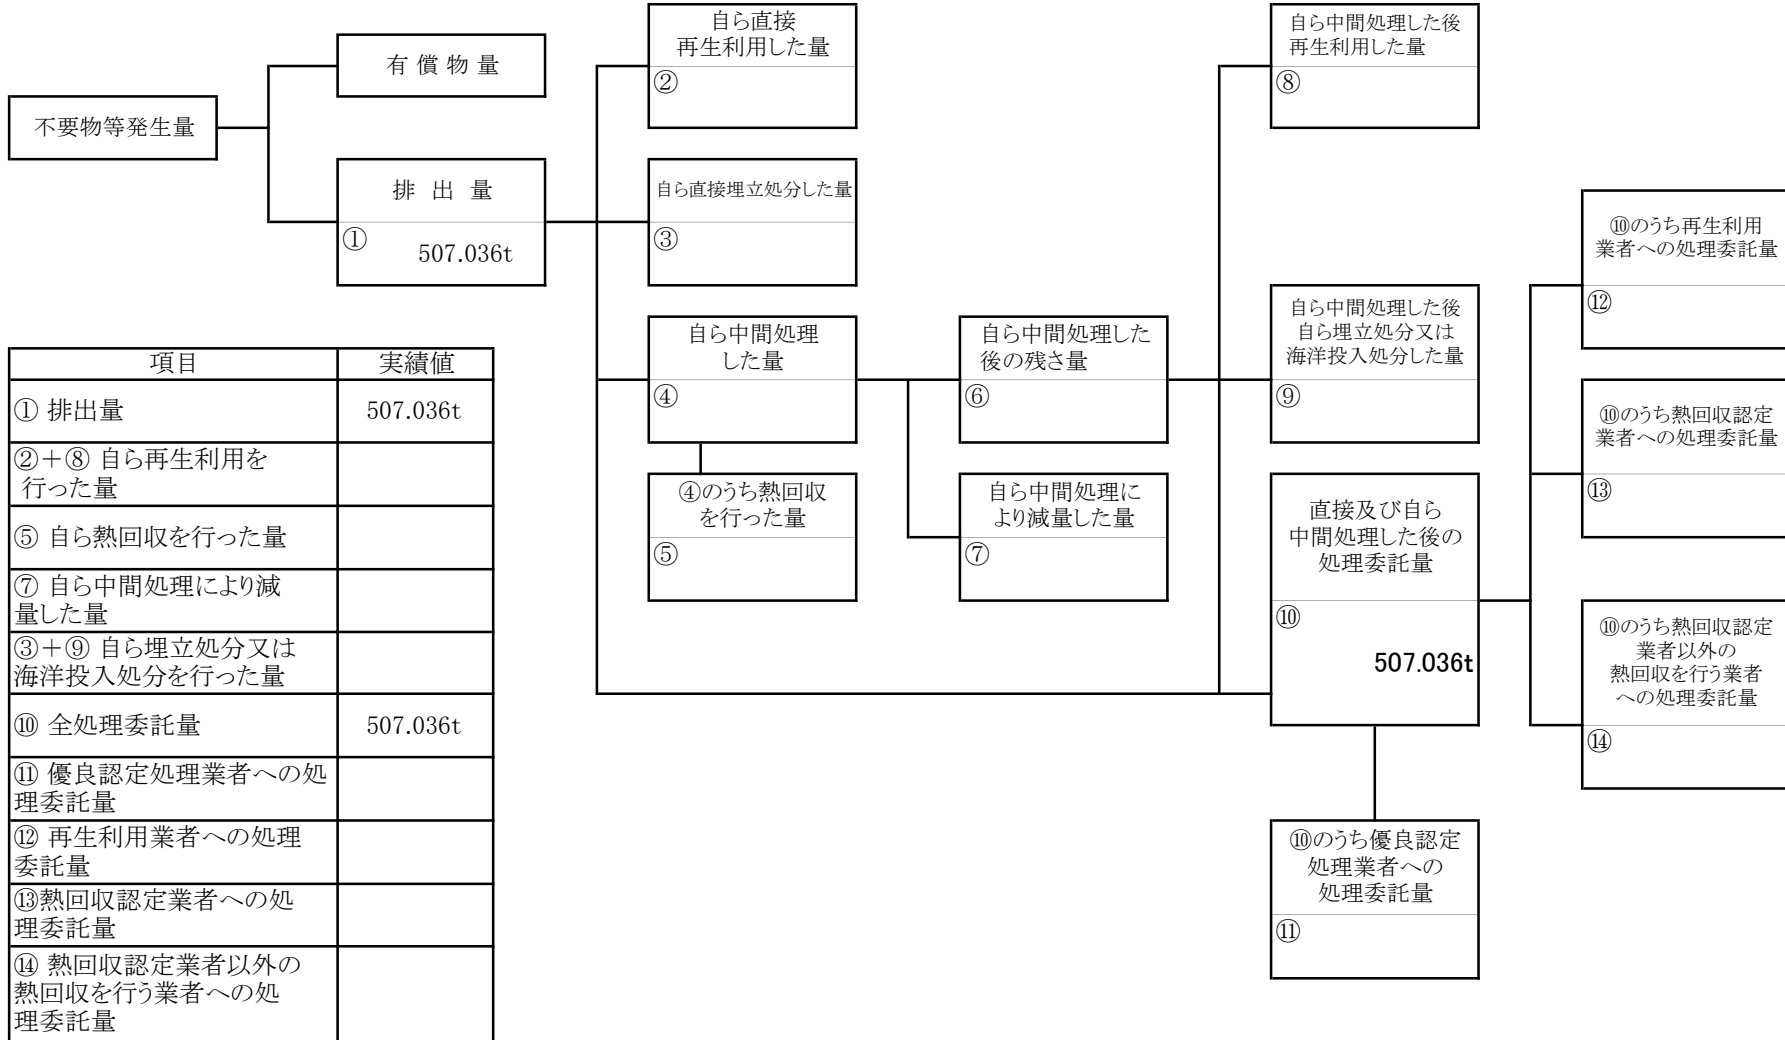 不要物等発生量
有 償 物 量
排 出 量
①
507.036t
自ら直接
再生利用した量
②
自ら直接埋立処分した量
③
自ら中間処理
した量
④
④のうち熱回収
を行った量
⑤
自ら中間処理した
後の残さ量
⑥
自ら中間処理に
より減量した量
⑦
自ら中間処理した後
再生利用した量
⑧
自ら中間処理した後
自ら埋立処分又は
海洋投入処分した量
⑨
直接及び自ら
中間処理した後の
処理委託量
⑩
507.036t
⑩のうち優良認定
処理業者への
処理委託量
⑪
⑩のうち再生利用
業者への処理委託量
⑫
⑩のうち熱回収認定
業者への処理委託量
⑬
⑩のうち熱回収認定
業者以外の
熱回収を行う業者
への処理委託量
⑭
項目 実績値
① 排出量 507.036t
②+⑧ 自ら再生利用を
行った量
⑤ 自ら熱回収を行った量
⑦ 自ら中間処理により減
量した量
③+⑨ 自ら埋立処分又は
海洋投入処分を行った量
⑩ 全処理委託量 507.036t
⑪ 優良認定処理業者への処
理委託量
⑫ 再生利用業者への処理
委託量
⑬熱回収認定業者への処
理委託量
⑭ 熱回収認定業者以外の
熱回収を行う業者への処
理委託量